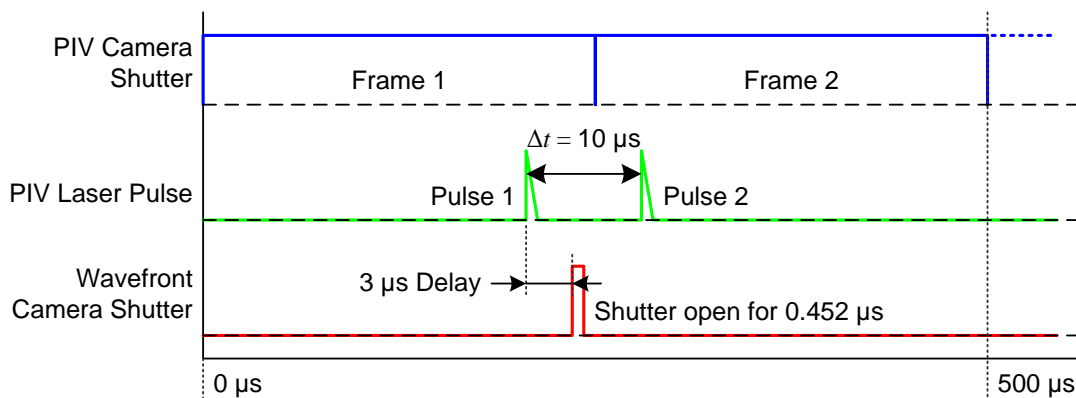 PIV Camera
Shutter
Frame 1
Frame 2
Δt = 10 µs
PIV Laser Pulse
Pulse 1
Pulse 2
Wavefront
Camera Shutter
3 µs Delay
Shutter open for 0.452 µs
0 µs
500 µs